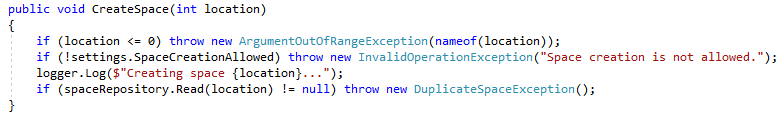 public void CreateSpace(int location)
{
    if (location <= 0) throw new ArgumentOutOfRangeException(nameof(location));
    if (!settings.SpaceCreationAllowed) throw new InvalidOperationException("Space creation is not allowed.");
    logger.Log($"Creating space {location}...");
    if (spaceRepository.Read(location) != null) throw new DuplicateSpaceException();
}